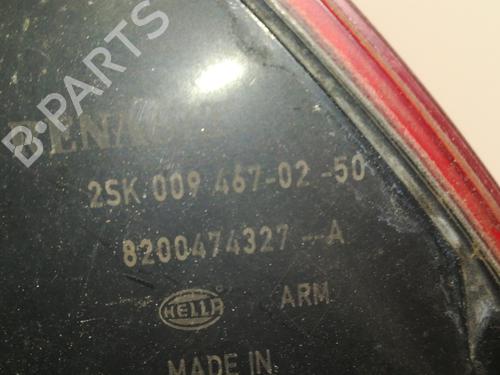 B-PARTS
RENAULT
2SK 009 467-02-50
8200474327--A
HELLA ARM
MADE IN